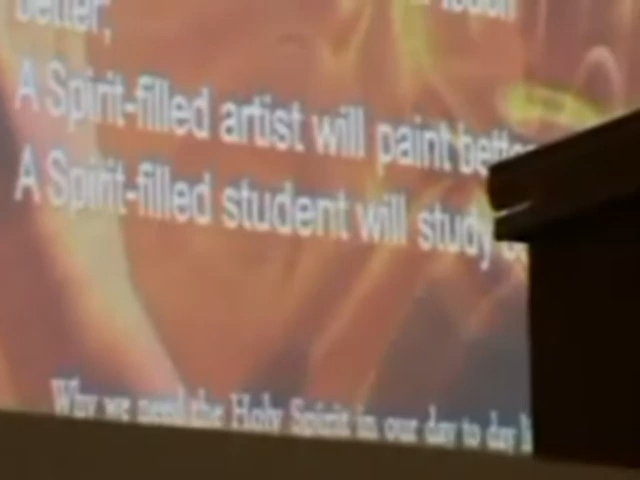 better;
A Spirit-filled artist will paint better
A Spirit-filled student will study
Why we need the Holy Spirit in our day to day